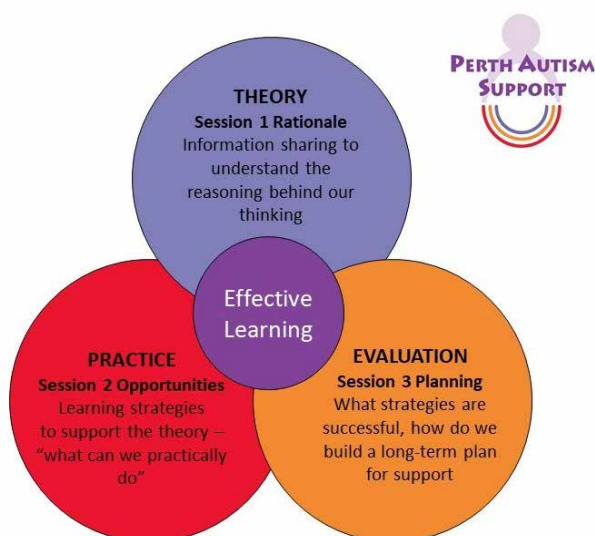 PERTH AUTISM
SUPPORT
THEORY
Session 1 Rationale
Information sharing to
understand the
reasoning behind our
thinking
Effective
Learning
PRACTICE
Session 2 Opportunities
Learning strategies
to support the theory –
“what can we practically
do”
EVALUATION
Session 3 Planning
What strategies are
successful, how do we
build a long-term plan
for support